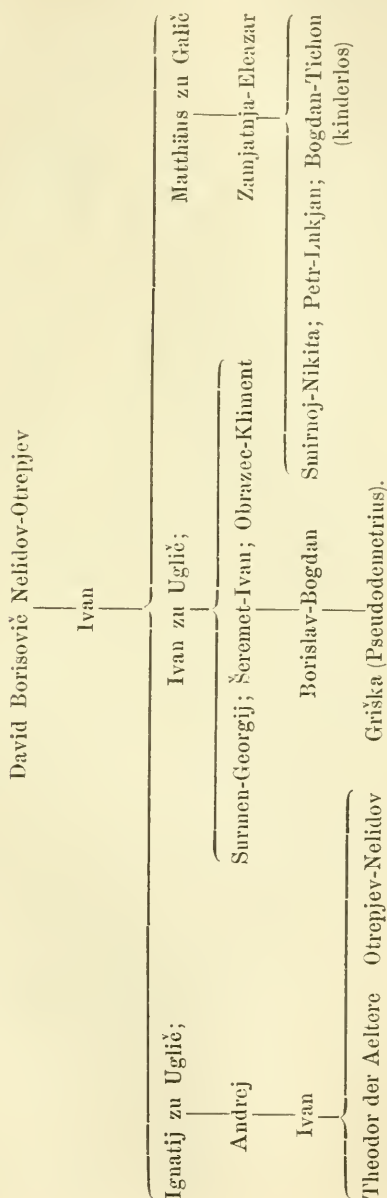 David Borisovič Nelidov-Otrepjev
Ivan
Ignatij zu Uglič; Ivan zu Uglič; Matthäus zu Galič
Andrej Surmen-Georgij; Šeremet-Ivan; Obrazec-Kliment Zamjatnja-Eleazar
Ivan Borislav-Bogdan Smirnoj-Nikita; Petr-Lukjan; Bogdan-Tichon
(kinderlos)
Theodor der Aeltere Otrepjev-Nelidov Griška (Pseudodemetrius).